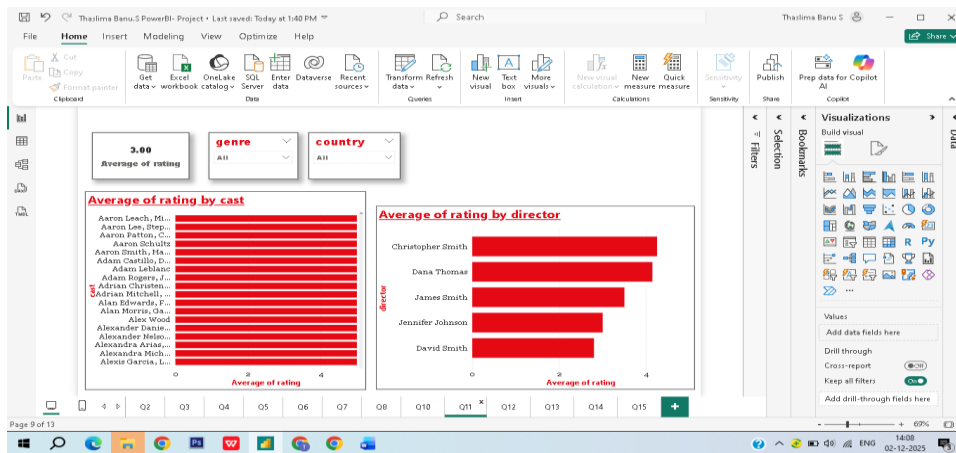 Thaslima Banu.S PowerBI- Project • Last saved: Today at 1:40 PM
Search
Thaslima Banu S
File Home Insert Modeling View Optimize Help
Share
Paste
Cut
Copy
Format painter
Clipboard
Get data
Excel workbook
OneLake catalog
SQL Server
Enter data
Dataverse
Recent sources
Data
Transform data
Refresh
Queries
New visual
Text box
More visuals
Insert
New visual calculation
New measure
Quick measure
Calculations
Sensitivity
Sensitivity
Publish
Share
Prep data for AI
Copilot
Copilot
3.00
Average of rating
genre
All
country
All
Average of rating by cast
cast
Aaron Leach, Mi...
Aaron Lee, Step...
Aaron Patton, C...
Aaron Schultz
Aaron Smith, Ha...
Adam Castillo, D...
Adam Leblanc
Adam Rogers, J...
Adrian Christen...
Adrian Mitchell, ...
Alan Edwards, F...
Alan Morris, Ga...
Alex Wood
Alexander Danie...
Alexander Nelso...
Alexandra Arias,...
Alexandra Mich...
Alexis Garcia, L...
0 2 4
Average of rating
Average of rating by director
director
Christopher Smith
Dana Thomas
James Smith
Jennifer Johnson
David Smith
0 2 4
Average of rating
Filters
Selection
Bookmarks
Visualizations
Build visual
R Py
Values
Add data fields here
Drill through
Cross-report
Off
Keep all filters
On
Add drill-through fields here
Data
TMDL
Q2 Q3 Q4 Q5 Q6 Q7 Q8 Q10 Q11 Q12 Q13 Q14 Q15
Page 9 of 13
69%
ENG
14:08
02-12-2025